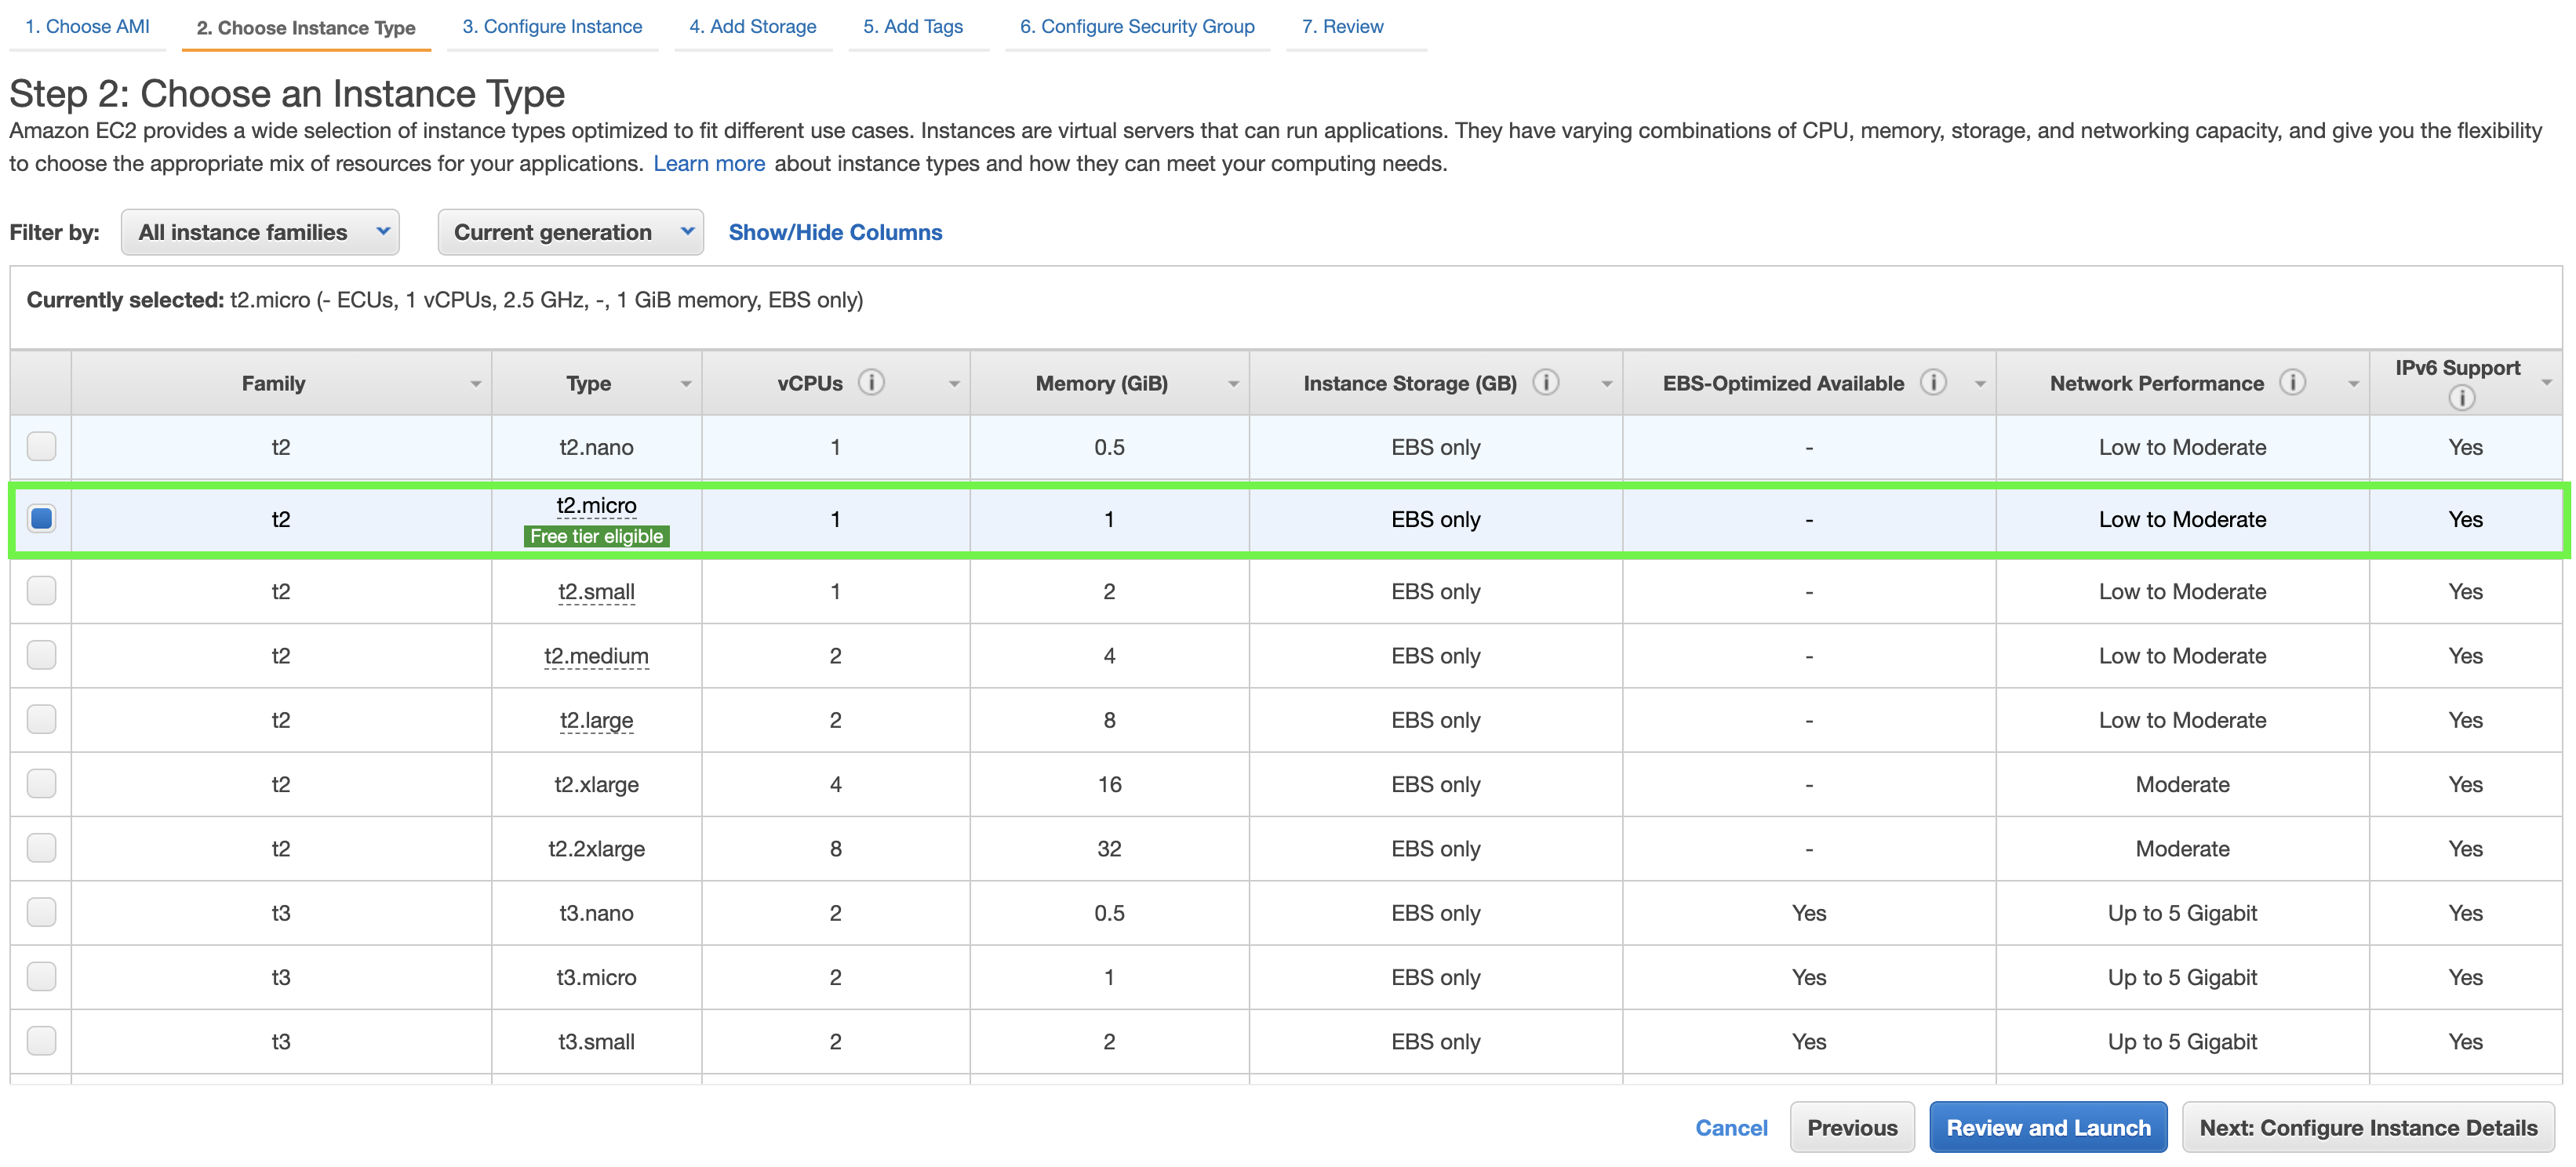 1. Choose AMI 2. Choose Instance Type 3. Configure Instance 4. Add Storage 5. Add Tags 6. Configure Security Group 7. Review
Step 2: Choose an Instance Type
Amazon EC2 provides a wide selection of instance types optimized to fit different use cases. Instances are virtual servers that can run applications. They have varying combinations of CPU, memory, storage, and networking capacity, and give you the flexibility
to choose the appropriate mix of resources for your applications. Learn more about instance types and how they can meet your computing needs.
Filter by: All instance families Current generation Show/Hide Columns
Currently selected: t2.micro (- ECUs, 1 vCPUs, 2.5 GHz, -, 1 GiB memory, EBS only)
Family Type vCPUs i Memory (GiB) Instance Storage (GB) i EBS-Optimized Available i Network Performance i IPv6 Support i
t2 t2.nano 1 0.5 EBS only - Low to Moderate Yes
t2 t2.micro 1 1 EBS only - Low to Moderate Yes
Free tier eligible
t2 t2.small 1 2 EBS only - Low to Moderate Yes
t2 t2.medium 2 4 EBS only - Low to Moderate Yes
t2 t2.large 2 8 EBS only - Low to Moderate Yes
t2 t2.xlarge 4 16 EBS only - Moderate Yes
t2 t2.2xlarge 8 32 EBS only - Moderate Yes
t3 t3.nano 2 0.5 EBS only Yes Up to 5 Gigabit Yes
t3 t3.micro 2 1 EBS only Yes Up to 5 Gigabit Yes
t3 t3.small 2 2 EBS only Yes Up to 5 Gigabit Yes
Cancel Previous Review and Launch Next: Configure Instance Details